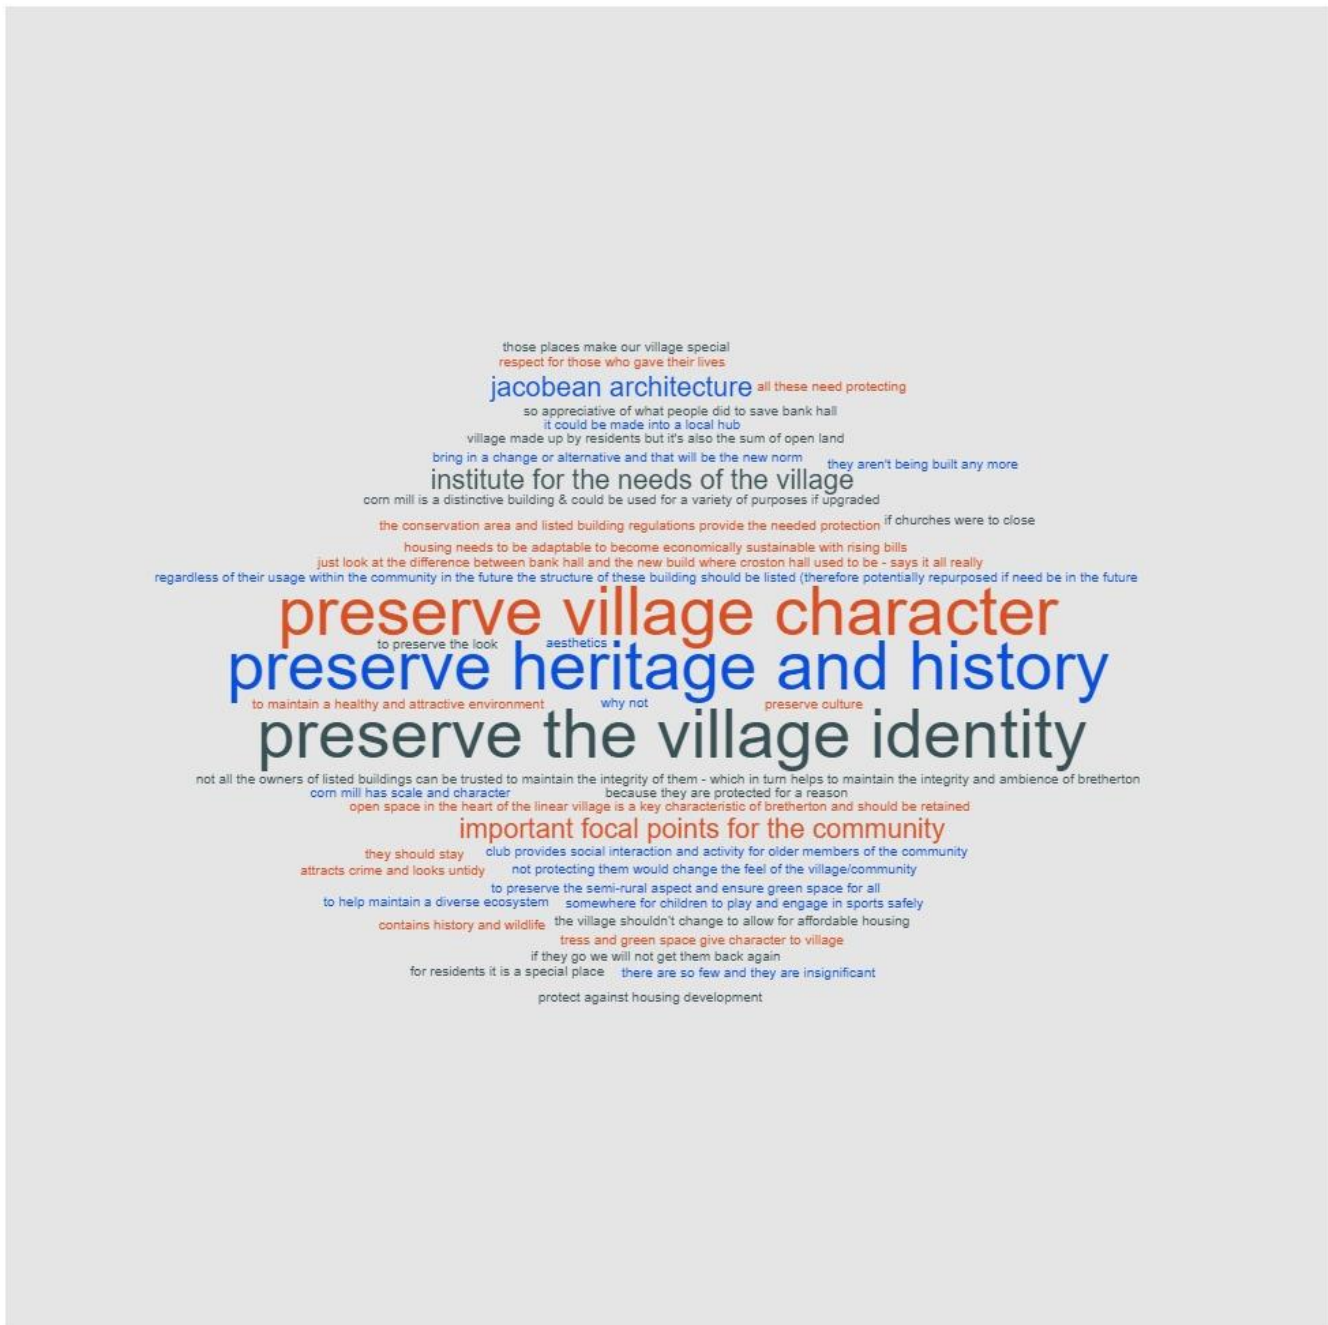 those places make our village special
respect for those who gave their lives
jacobean architecture all these need protecting
so appreciative of what people did to save bank hall
it could be made into a local hub
village made up by residents but it's also the sum of open land
bring in a change or alternative and that will be the new norm
they aren't being built any more
institute for the needs of the village
corn mill is a distinctive building & could be used for a variety of purposes if upgraded
the conservation area and listed building regulations provide the needed protection
if churches were to close
housing needs to be adaptable to become economically sustainable with rising bills
just look at the difference between bank hall and the new build where croston hall used to be - says it all really
regardless of their usage within the community in the future the structure of these building should be listed (therefore potentially repurposed if need be in the future
preserve village character
to preserve the look
aesthetics
preserve heritage and history
to maintain a healthy and attractive environment
why not
preserve culture
preserve the village identity
not all the owners of listed buildings can be trusted to maintain the integrity of them - which in turn helps to maintain the integrity and ambience of bretherton
corn mill has scale and character
because they are protected for a reason
open space in the heart of the linear village is a key characteristic of bretherton and should be retained
important focal points for the community
they should stay
club provides social interaction and activity for older members of the community
attracts crime and looks untidy
not protecting them would change the feel of the village/community
to preserve the semi-rural aspect and ensure green space for all
to help maintain a diverse ecosystem
somewhere for children to play and engage in sports safely
contains history and wildlife
the village shouldn't change to allow for affordable housing
tress and green space give character to village
if they go we will not get them back again
for residents it is a special place
there are so few and they are insignificant
protect against housing development